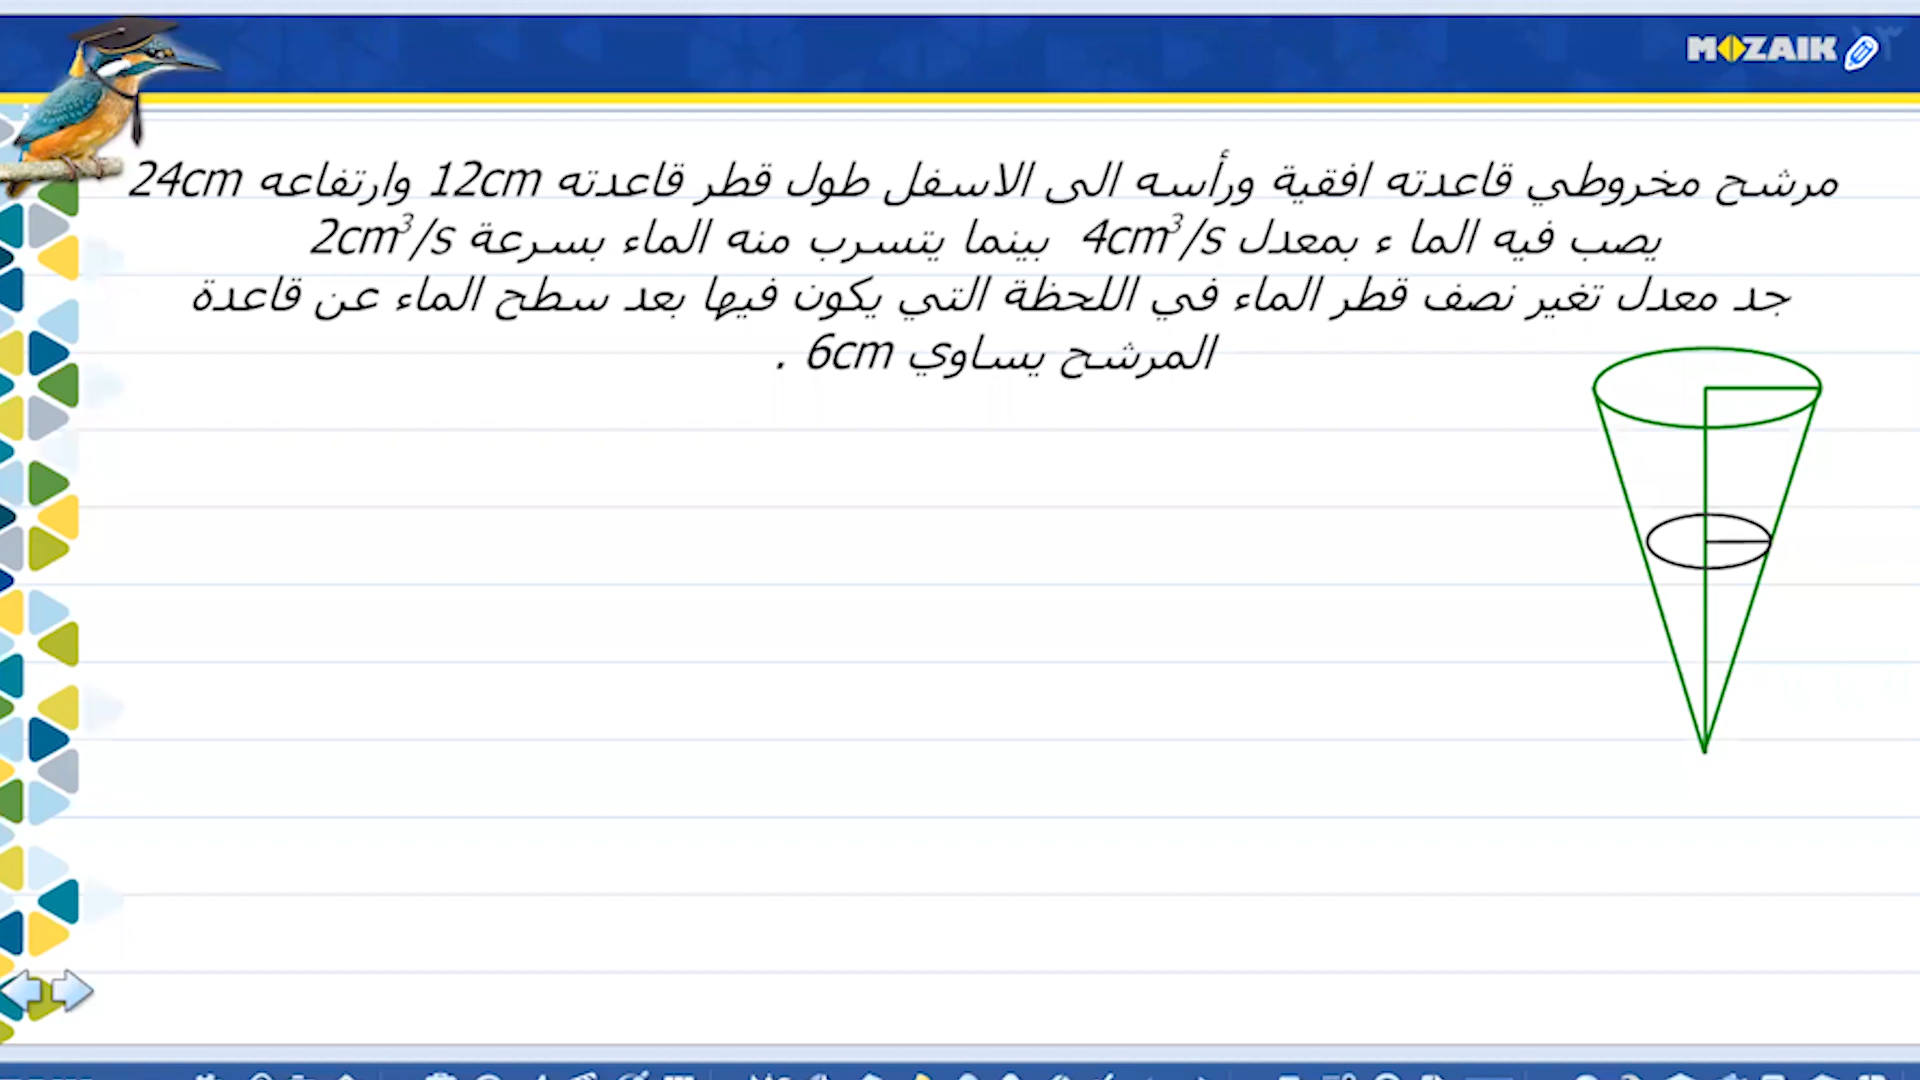 MOZAIK
مرشح مخروطي قاعدته افقية ورأسه الى الاسفل طول قطر قاعدته 12cm وارتفاعه 24cm
يصب فيه الما ء بمعدل 4cm³/s بينما يتسرب منه الماء بسرعة 2cm³/s
جد معدل تغير نصف قطر الماء في اللحظة التي يكون فيها بعد سطح الماء عن قاعدة
المرشح يساوي 6cm .